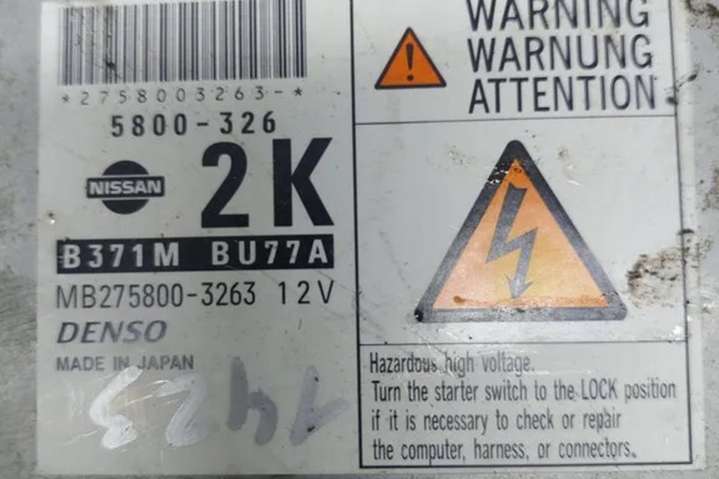 *2758003263-*
5800-326
NISSAN
2K
B371M BU77A
MB275800-3263 12V
DENSO
MADE IN JAPAN
WARNING
WARNUNG
ATTENTION
Hazardous high voltage.
Turn the starter switch to the LOCK position
if it is necessary to check or repair
the computer, harness, or connectors.